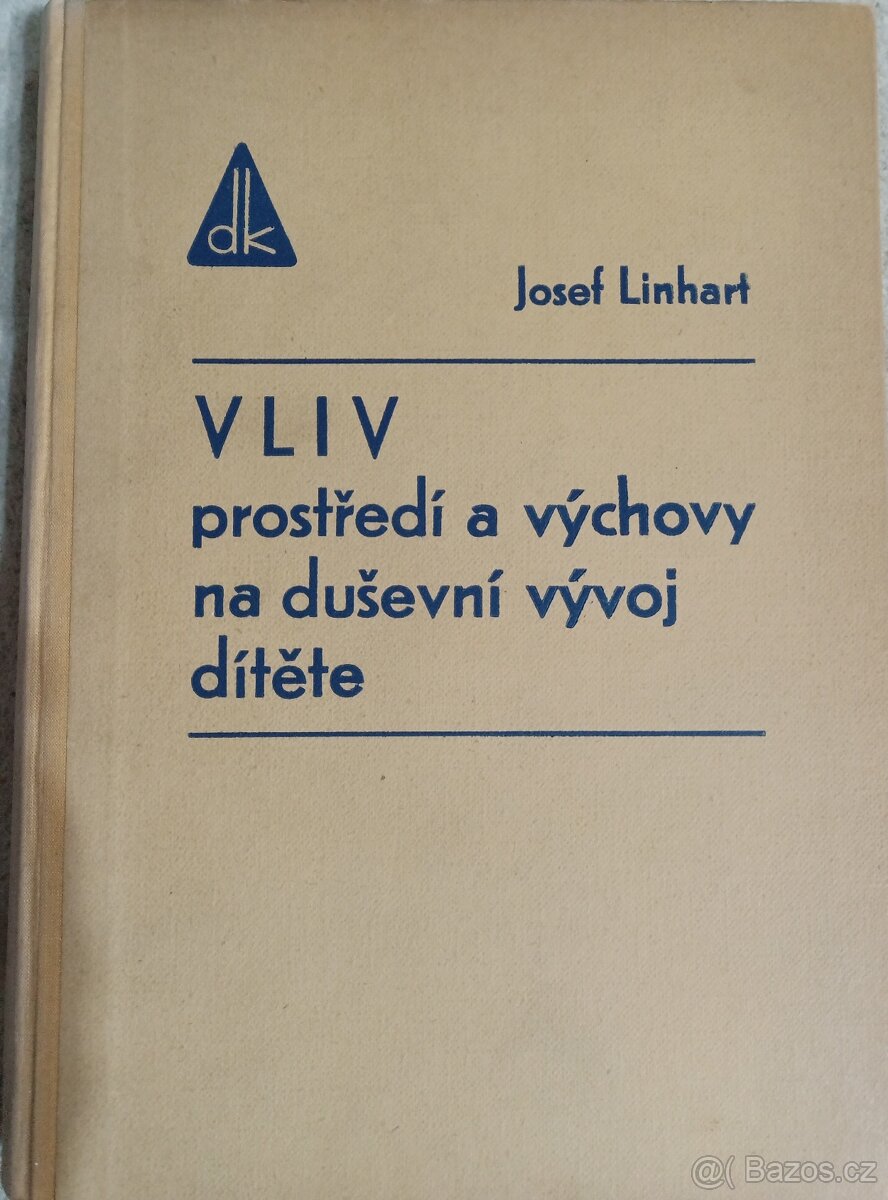 dk
Josef Linhart
VLIV
prostředí a výchovy
na duševní vývoj
dítěte
@( Bazos.cz